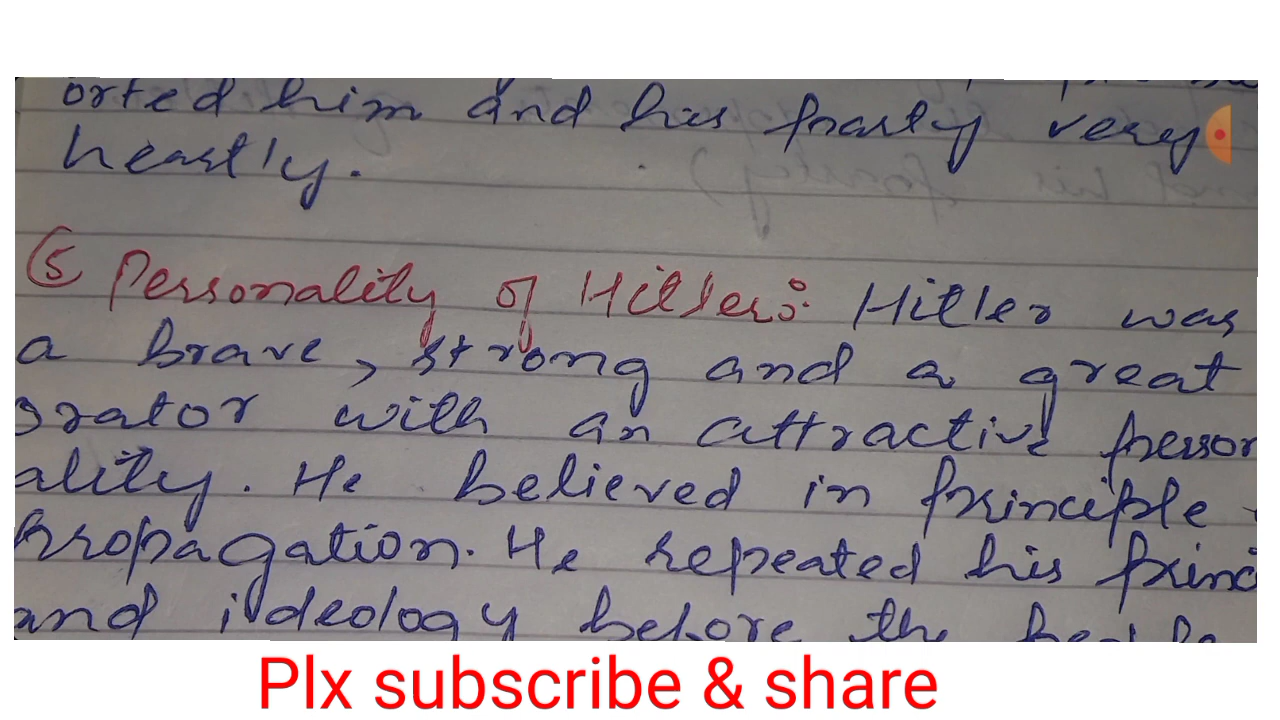 orted him and his party very
heartly.
5 Personality of Hitler: Hitler was
a brave, strong and a great
orator with an attractive person
ality. He believed in principle
propagation. He repeated his princi
and ideology before the
Plx subscribe & share